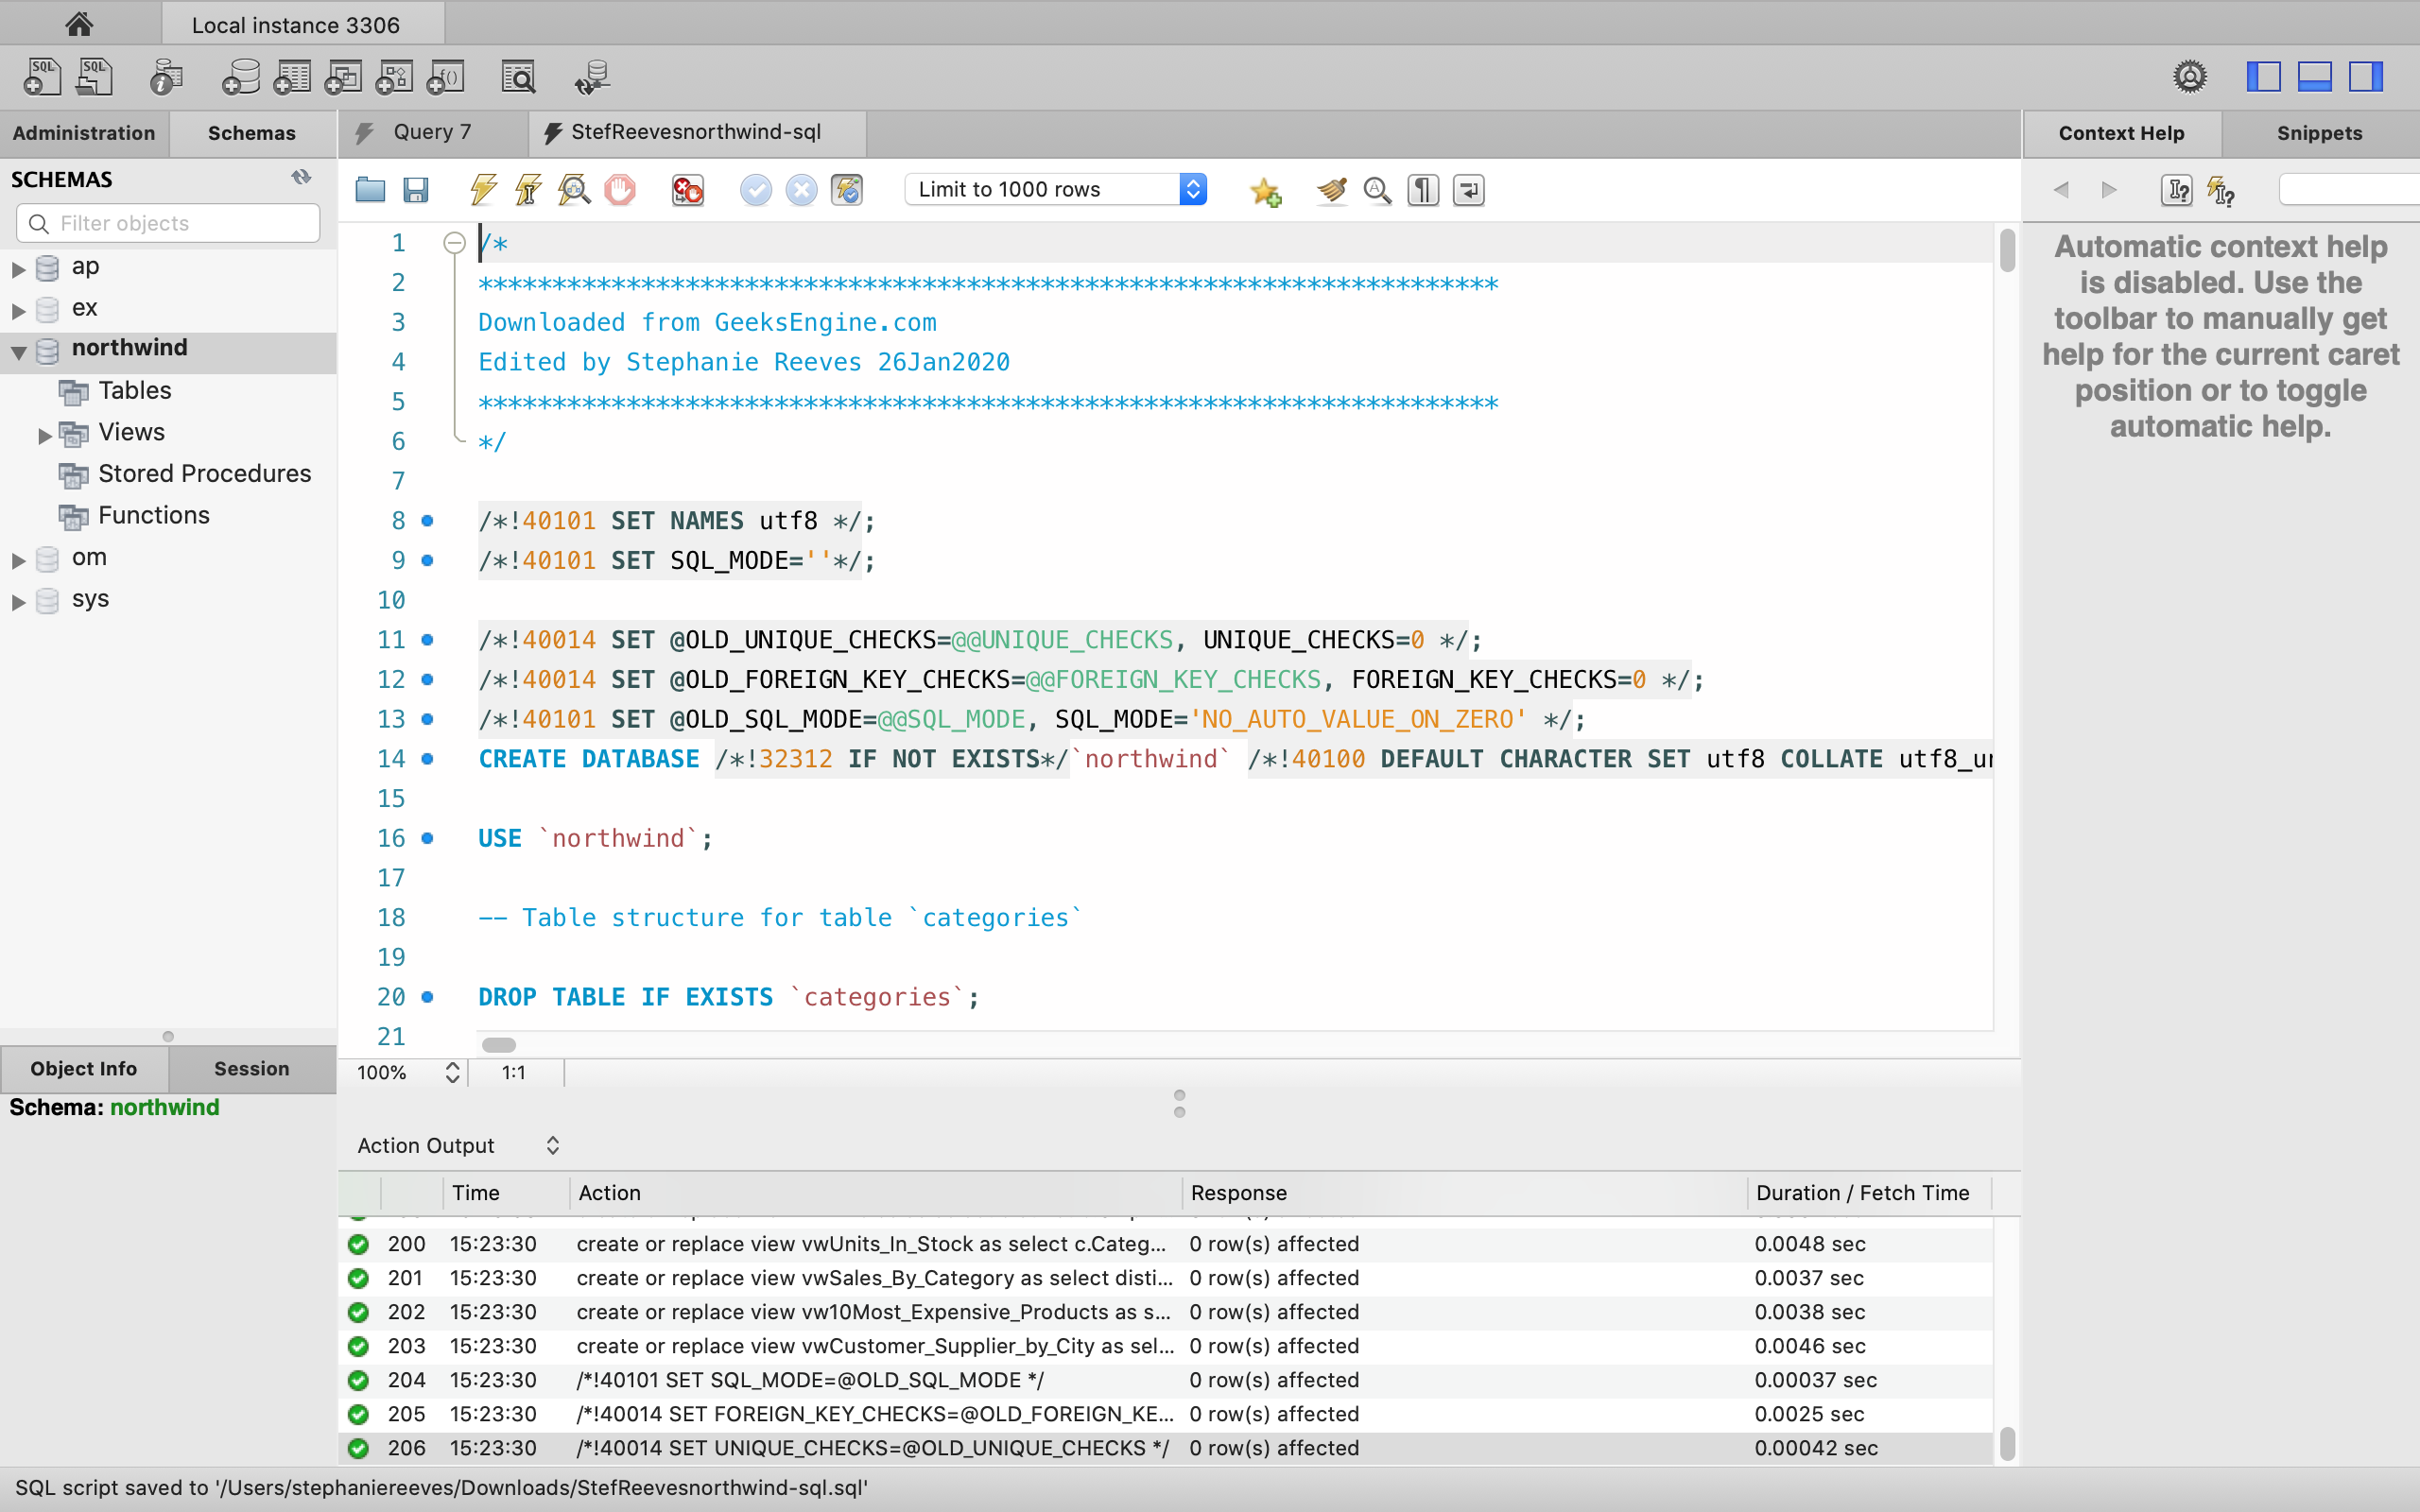 Local instance 3306
Administration
Schemas
Query 7
StefReevesnorthwind-sql
Context Help
Snippets
SCHEMAS
Limit to 1000 rows
Filter objects
ap
ex
northwind
Tables
Views
Stored Procedures
Functions
om
sys
1 /*
2 *********************************************************************
3 Downloaded from GeeksEngine.com
4 Edited by Stephanie Reeves 26Jan2020
5 *********************************************************************
6 */
7
8 /*!40101 SET NAMES utf8 */;
9 /*!40101 SET SQL_MODE=''*/;
10
11 /*!40014 SET @OLD_UNIQUE_CHECKS=@@UNIQUE_CHECKS, UNIQUE_CHECKS=0 */;
12 /*!40014 SET @OLD_FOREIGN_KEY_CHECKS=@@FOREIGN_KEY_CHECKS, FOREIGN_KEY_CHECKS=0 */;
13 /*!40101 SET @OLD_SQL_MODE=@@SQL_MODE, SQL_MODE='NO_AUTO_VALUE_ON_ZERO' */;
14 CREATE DATABASE /*!32312 IF NOT EXISTS*/`northwind` /*!40100 DEFAULT CHARACTER SET utf8 COLLATE
15
16 USE `northwind`;
17
18 -- Table structure for table `categories`
19
20 DROP TABLE IF EXISTS `categories`;
21
Automatic context help
is disabled. Use the
toolbar to manually get
help for the current caret
position or to toggle
automatic help.
Object Info
Session
Schema: northwind
100%
1:1
Action Output
Time Action Response Duration / Fetch Time
200 15:23:30 create or replace view vwUnits_In_Stock as select c.Categ... 0 row(s) affected 0.0048 sec
201 15:23:30 create or replace view vwSales_By_Category as select disti... 0 row(s) affected 0.0037 sec
202 15:23:30 create or replace view vw10Most_Expensive_Products as s... 0 row(s) affected 0.0038 sec
203 15:23:30 create or replace view vwCustomer_Supplier_by_City as sel... 0 row(s) affected 0.0046 sec
204 15:23:30 /*!40101 SET SQL_MODE=@OLD_SQL_MODE */ 0 row(s) affected 0.00037 sec
205 15:23:30 /*!40014 SET FOREIGN_KEY_CHECKS=@OLD_FOREIGN_KE... 0 row(s) affected 0.0025 sec
206 15:23:30 /*!40014 SET UNIQUE_CHECKS=@OLD_UNIQUE_CHECKS */ 0 row(s) affected 0.00042 sec
SQL script saved to '/Users/stephaniereeves/Downloads/StefReevesnorthwind-sql.sql'